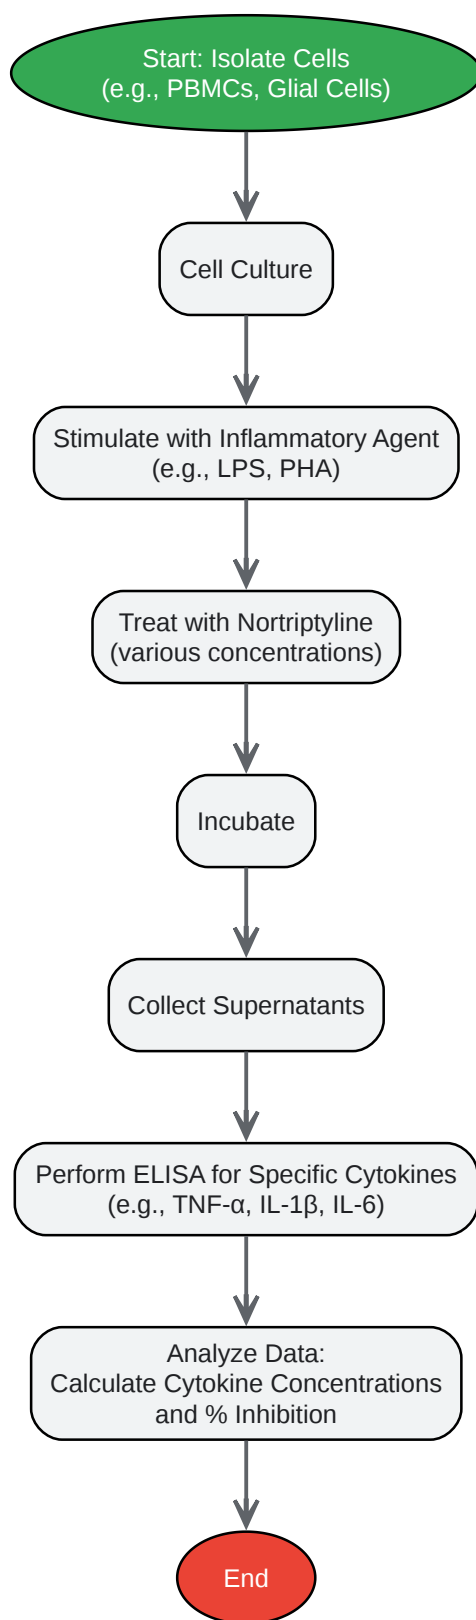 Start: Isolate Cells
(e.g., PBMCs, Glial Cells)
Cell Culture
Stimulate with Inflammatory Agent
(e.g., LPS, PHA)
Treat with Nortriptyline
(various concentrations)
Incubate
Collect Supernatants
Perform ELISA for Specific Cytokines
(e.g., TNF-α, IL-1β, IL-6)
Analyze Data:
Calculate Cytokine Concentrations
and % Inhibition
End